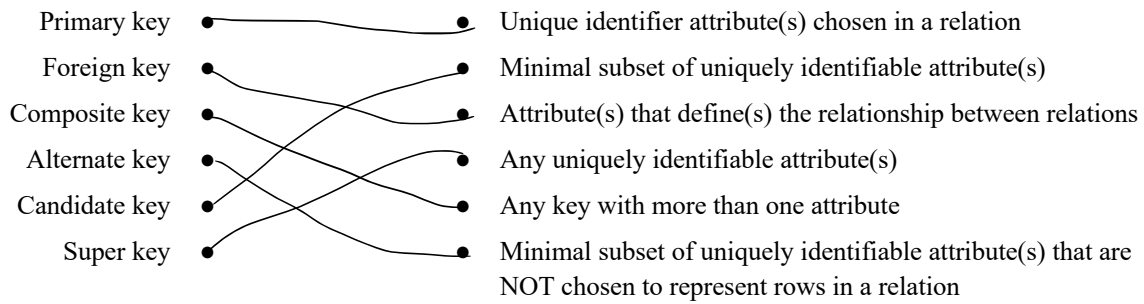 Primary key Unique identifier attribute(s) chosen in a relation
Foreign key Minimal subset of uniquely identifiable attribute(s)
Composite key Attribute(s) that define(s) the relationship between relations
Alternate key Any uniquely identifiable attribute(s)
Candidate key Any key with more than one attribute
Super key Minimal subset of uniquely identifiable attribute(s) that are
NOT chosen to represent rows in a relation